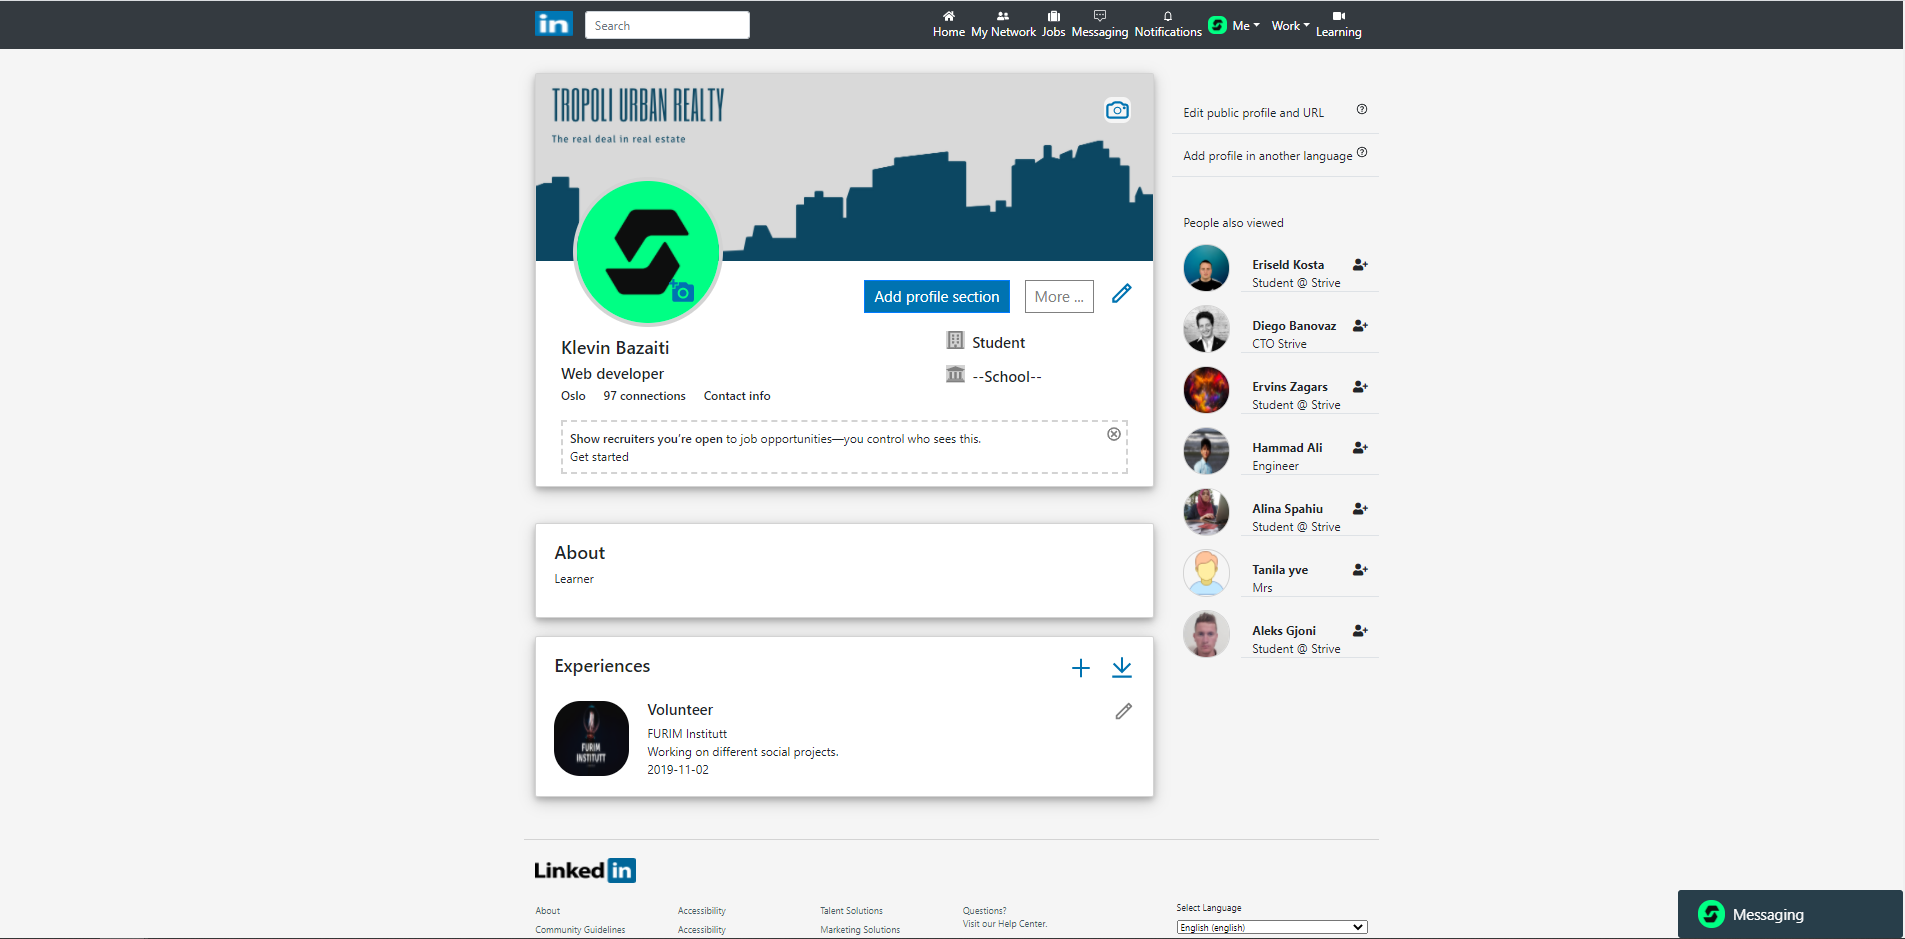 in
Search
Home
My Network
Jobs
Messaging
Notifications
Me
Work
Learning
TROPOLI URBAN REALTY
The real deal in real estate
Add profile section
More ...
Klevin Bazaiti
Web developer
Oslo 97 connections Contact info
Student
--School--
Show recruiters you're open to job opportunities—you control who sees this.
Get started
About
Learner
Experiences
FURIM
INSTITUTT
Volunteer
FURIM Institutt
Working on different social projects.
2019-11-02
Edit public profile and URL
Add profile in another language
People also viewed
Eriseld Kosta
Student @ Strive
Diego Banovaz
CTO Strive
Ervins Zagars
Student @ Strive
Hammad Ali
Engineer
Alina Spahiu
Student @ Strive
Tanila yve
Mrs
Aleks Gjoni
Student @ Strive
Linked in
About
Community Guidelines
Accessibility
Accessibility
Talent Solutions
Marketing Solutions
Questions?
Visit our Help Center.
Select Language
English (english)
Messaging